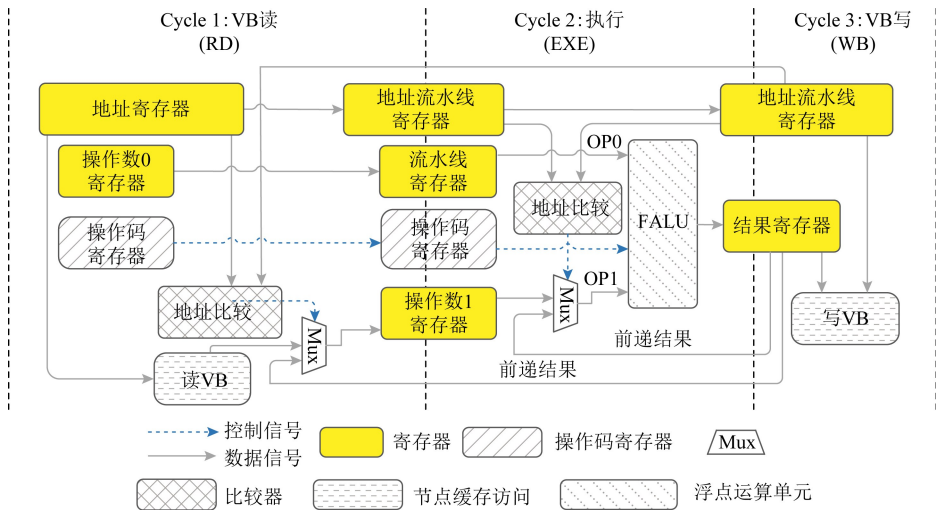 Cycle 1:VB读
(RD)
Cycle 2:执行
(EXE)
Cycle 3:VB写
(WB)
地址寄存器
地址流水线
寄存器
地址流水线
寄存器
操作数0
寄存器
流水线
寄存器
OP0
地址比较
FALU
操作码
寄存器
操作码
寄存器
结果寄存器
地址比较
Mux
操作数1
寄存器
Mux
OP1
写VB
读VB
前递结果
前递结果
控制信号
数据信号
寄存器
操作码寄存器
Mux
比较器
节点缓存访问
浮点运算单元